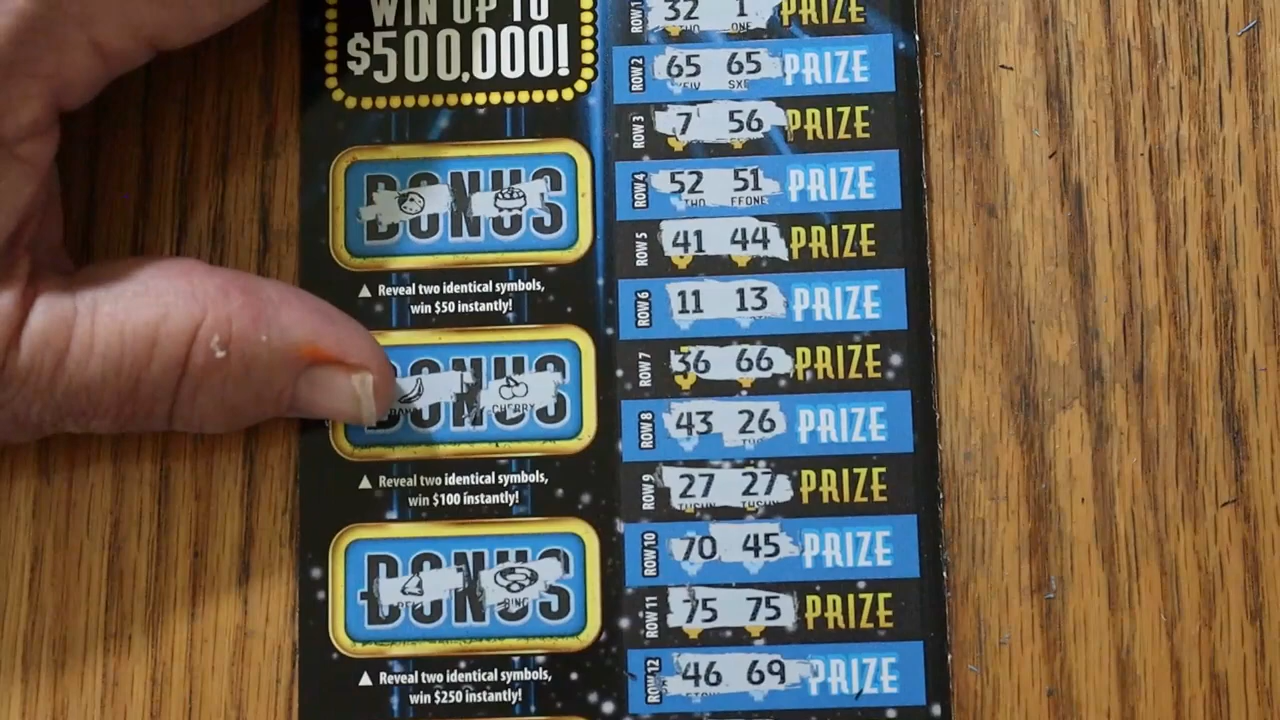 WIN UP TO
$500,000!
BONUS
▲ Reveal two identical symbols,
win $50 instantly!
BONUS
CHERRY
▲ Reveal two identical symbols,
win $100 instantly!
BONUS
RING
▲ Reveal two identical symbols,
win $250 instantly!
ROW 1 32 1 PRIZE
ONE
ROW 2 65 65 PRIZE
ROW 3 7 56 PRIZE
ROW 4 52 51 PRIZE
FFONE
ROW 5 41 44 PRIZE
ROW 6 11 13 PRIZE
ROW 7 36 66 PRIZE
ROW 8 43 26 PRIZE
ROW 9 27 27 PRIZE
ROW 10 70 45 PRIZE
ROW 11 75 75 PRIZE
ROW 12 46 69 PRIZE